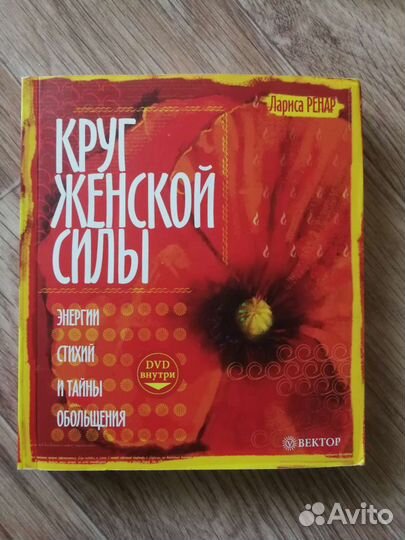 Лариса РЕНАР
КРУГ
ЖЕНСКОЙ
СИЛЫ
ЭНЕРГИИ
СТИХИЙ
И ТАЙНЫ
ОБОЛЬЩЕНИЯ
DVD
внутри
ВЕКТОР
Avito